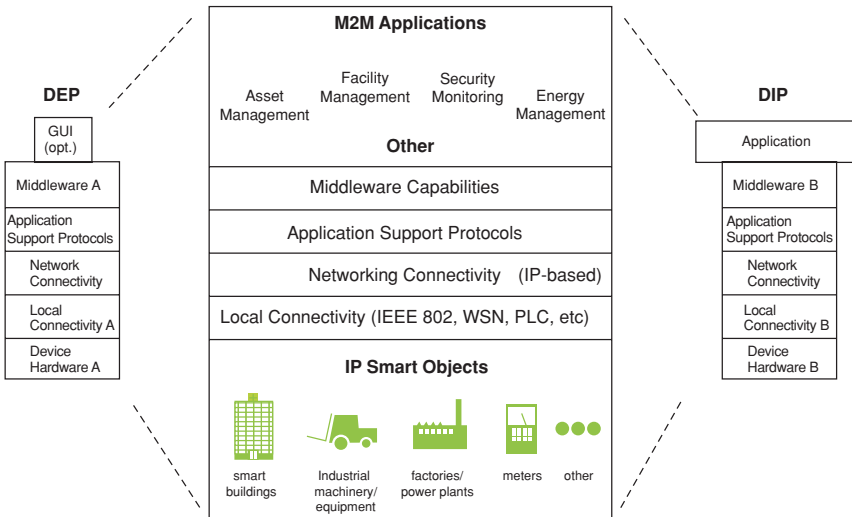 M2M Applications
Asset
Management
Facility
Management
Security
Monitoring
Energy
Management
Other
Middleware Capabilities
Application Support Protocols
Networking Connectivity (IP-based)
Local Connectivity (IEEE 802, WSN, PLC, etc)
IP Smart Objects
smart
buildings
Industrial
machinery/
equipment
factories/
power plants
meters
other
DEP
GUI
(opt.)
Middleware A
Application
Support Protocols
Network
Connectivity
Local
Connectivity A
Device
Hardware A
DIP
Application
Middleware B
Application
Support Protocols
Network
Connectivity
Local
Connectivity B
Device
Hardware B